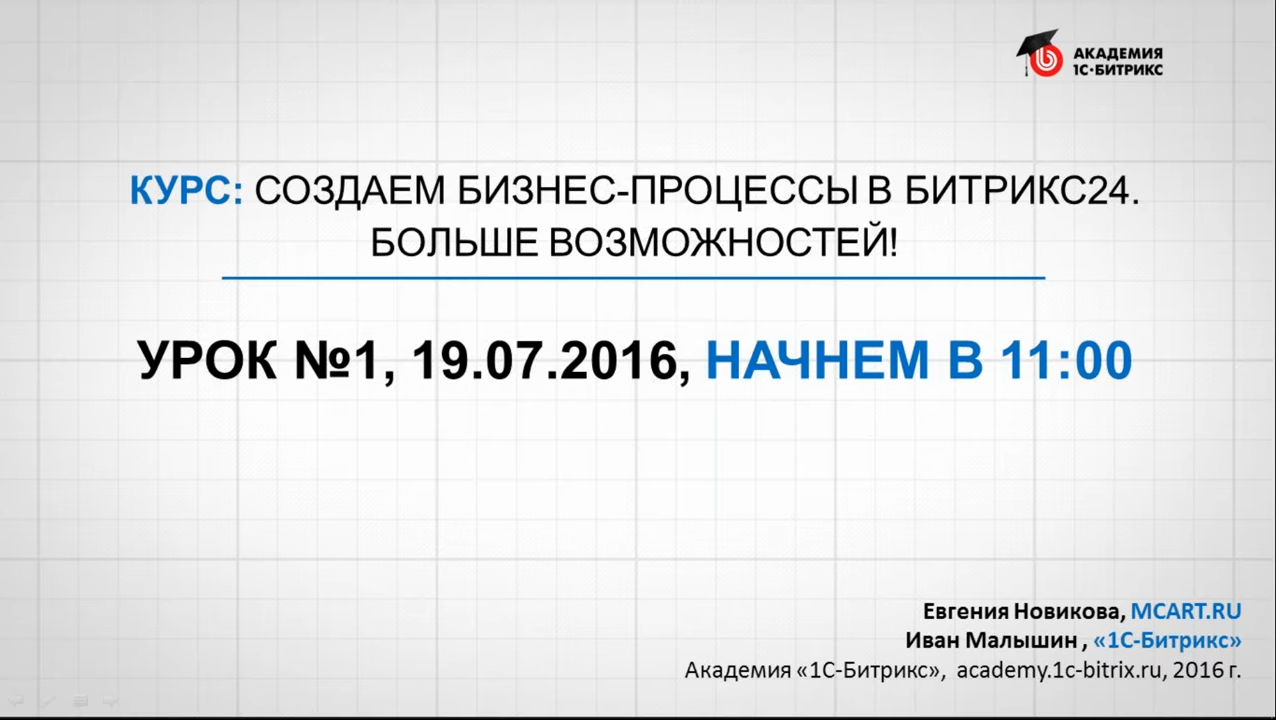 АКАДЕМИЯ
1С-БИТРИКС
КУРС: СОЗДАЕМ БИЗНЕС-ПРОЦЕССЫ В БИТРИКС24.
БОЛЬШЕ ВОЗМОЖНОСТЕЙ!
УРОК №1, 19.07.2016, НАЧНЕМ В 11:00
Евгения Новикова, MCART.RU
Иван Малышин , «1С-Битрикс»
Академия «1С-Битрикс», academy.1c-bitrix.ru, 2016 г.